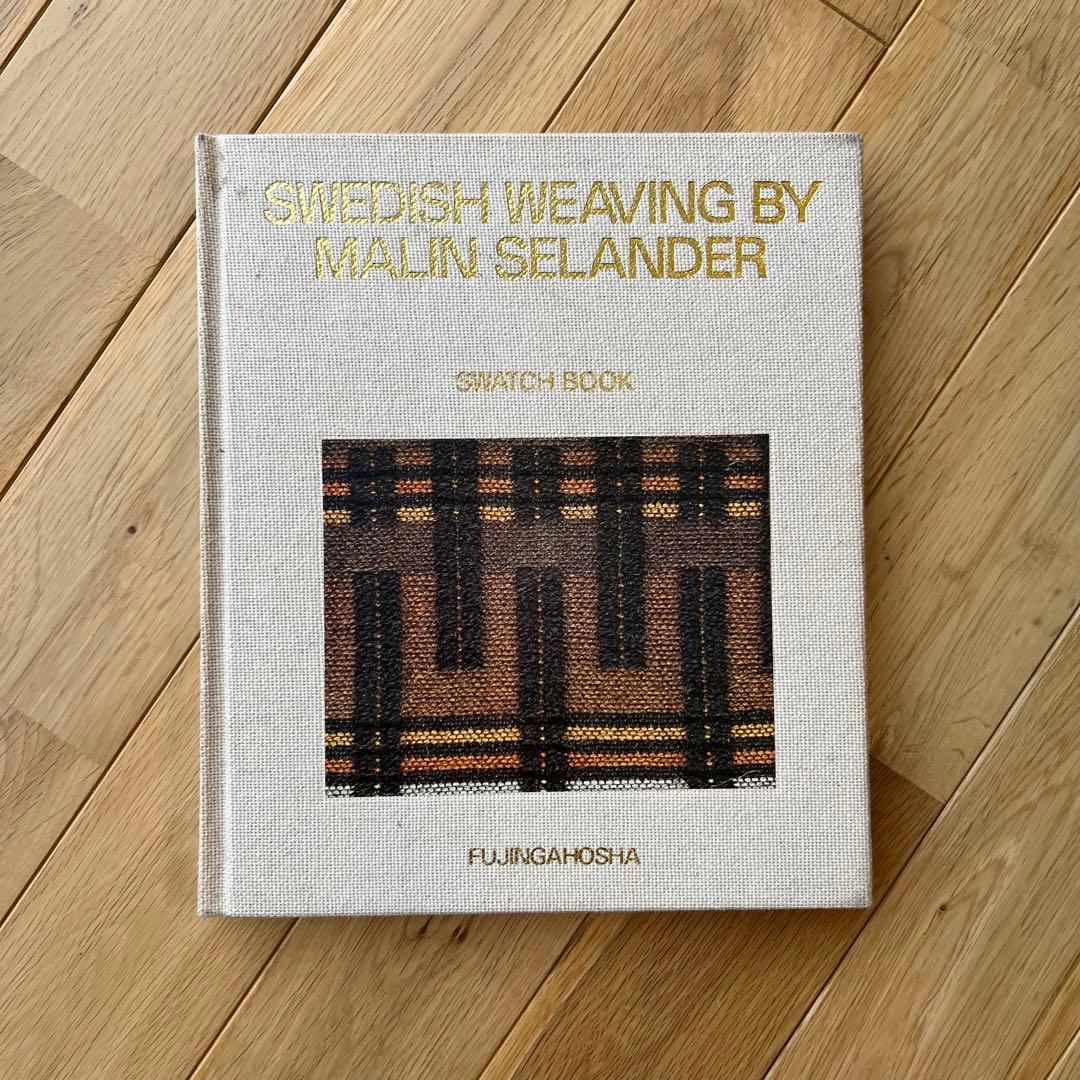 SWEDISH WEAVING BY
MALIN SELANDER
SWATCH BOOK
FUJINGAHOSHA